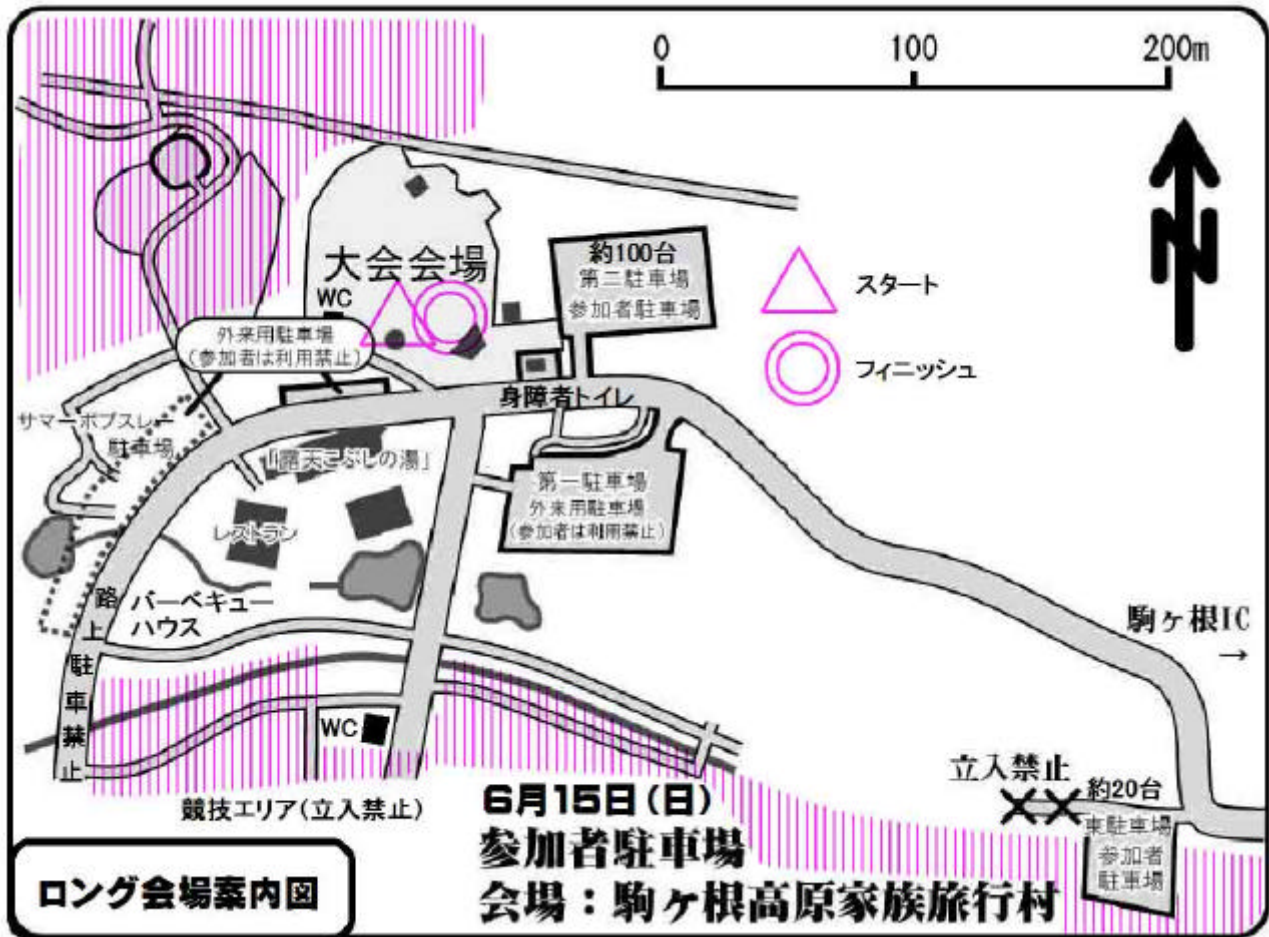 0 100 200m
N
大会会場
WC
約100台
第二駐車場
参加者駐車場
スタート
フィニッシュ
外来用駐車場
(参加者は利用禁止)
身障者トイレ
サマーボブスレー
駐車場
「露天こぶしの湯」
第一駐車場
外来用駐車場
(参加者は利用禁止)
レストラン
バーベキュー
ハウス
路上駐車禁止
駒ヶ根IC
→
WC
立入禁止
約20台
東駐車場
参加者
駐車場
競技エリア(立入禁止)
6月15日(日)
参加者駐車場
会場:駒ヶ根高原家族旅行村
ロング会場案内図